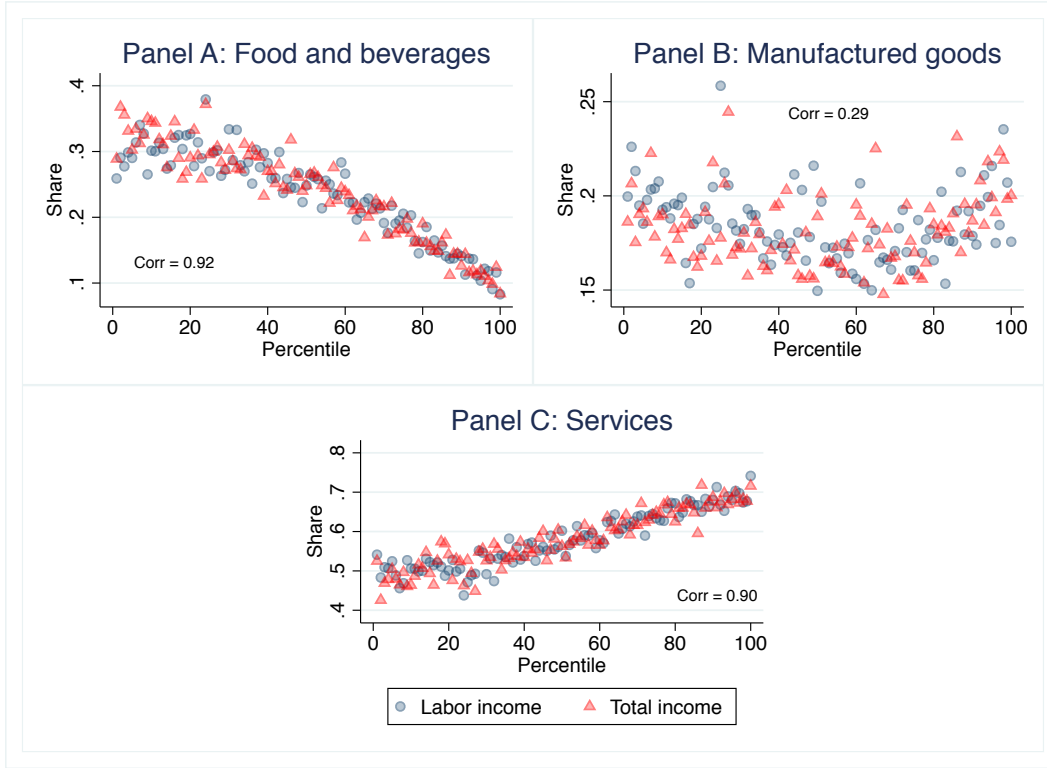 Panel A: Food and beverages
.4
.3
.2
.1
Share
Corr = 0.92
0 20 40 60 80 100
Percentile
Panel B: Manufactured goods
.25
.2
.15
Share
Corr = 0.29
0 20 40 60 80 100
Percentile
Panel C: Services
.8
.7
.6
.5
.4
Share
Corr = 0.90
0 20 40 60 80 100
Percentile
Labor income Total income